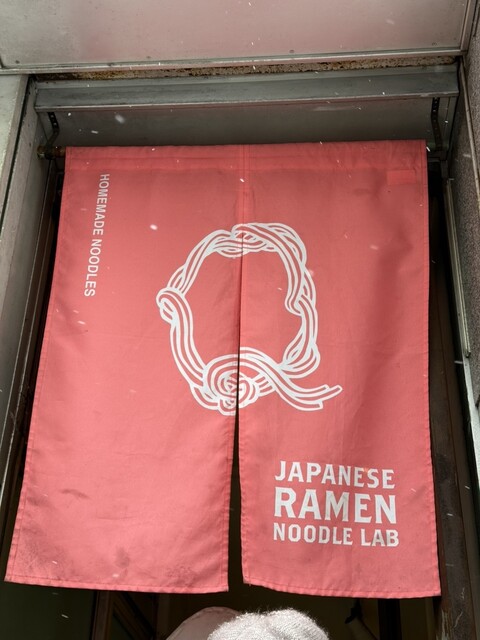 HOMEMADE NOODLES
Q
JAPANESE
RAMEN
NOODLE LAB